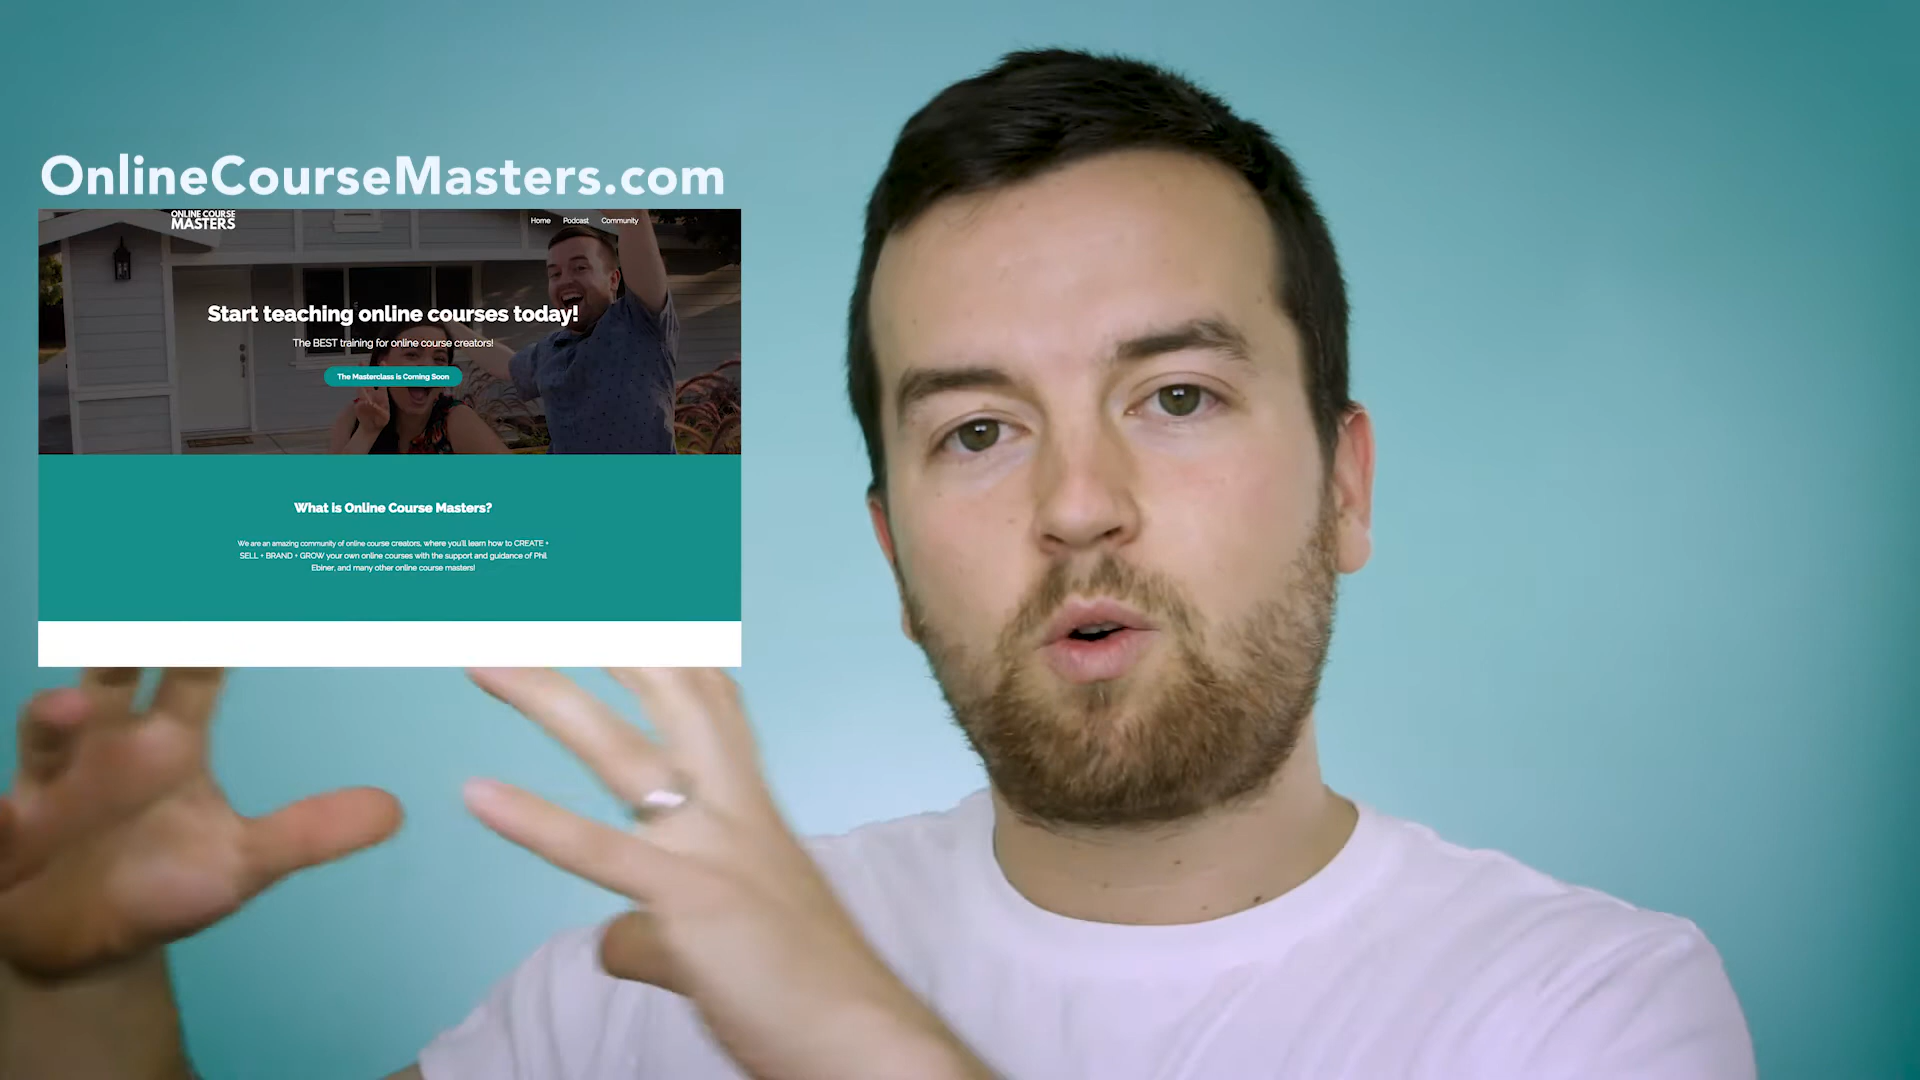 OnlineCourseMasters.com
ONLINE COURSE
MASTERS
Home Podcast Community
Start teaching online courses today!
The BEST training for online course creators!
The Masterclass is Coming Soon
What is Online Course Masters?
We are an amazing community of online course creators, where you'll learn how to CREATE +
SELL + BRAND + GROW your own online courses with the support and guidance of Phil
Ebiner, and many other online course masters!